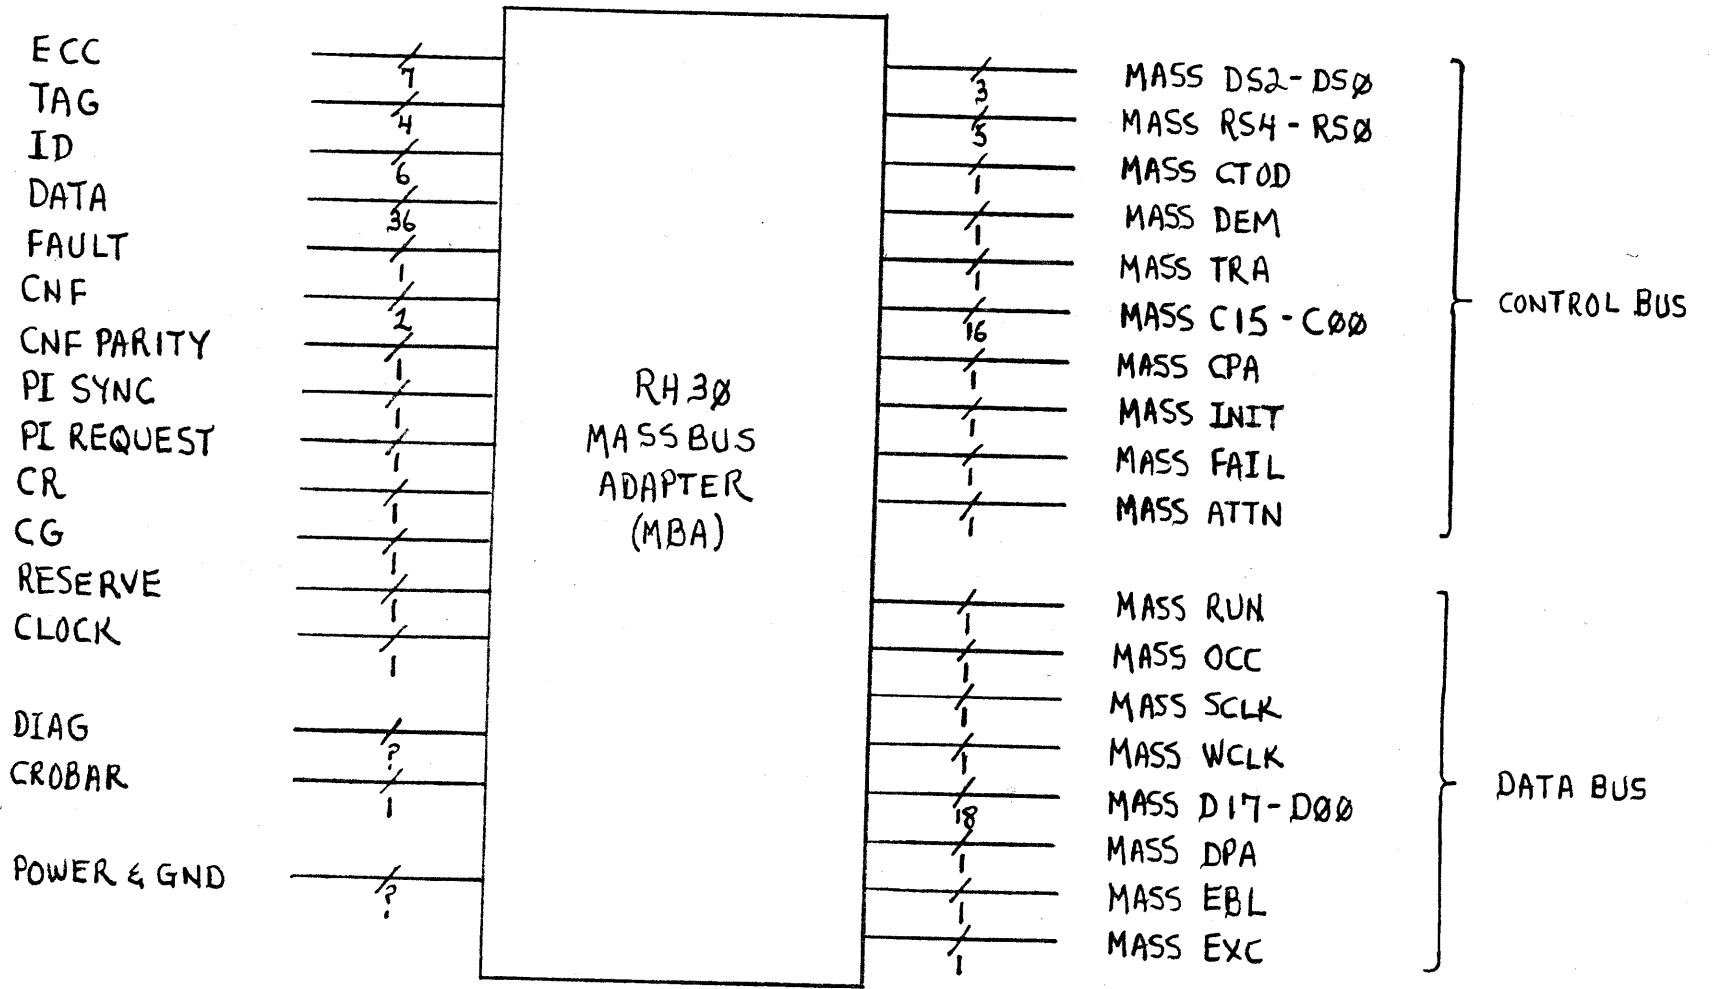 ECC
7
TAG
4
ID
6
DATA
36
FAULT
1
CNF
2
CNF PARITY
1
PI SYNC
1
PI REQUEST
1
CR
1
CG
1
RESERVE
1
CLOCK
1
DIAG
?
CROBAR
1
POWER & GND
?
RH3Ø
MASSBUS
ADAPTER
(MBA)
MASS DS2-DSØ
3
MASS RS4-RSØ
5
MASS CTOD
1
MASS DEM
1
MASS TRA
1
MASS C15-CØØ
16
MASS CPA
1
MASS INIT
1
MASS FAIL
1
MASS ATTN
1
CONTROL BUS
MASS RUN
1
MASS OCC
1
MASS SCLK
1
MASS WCLK
1
MASS D17-DØØ
18
MASS DPA
1
MASS EBL
1
MASS EXC
1
DATA BUS